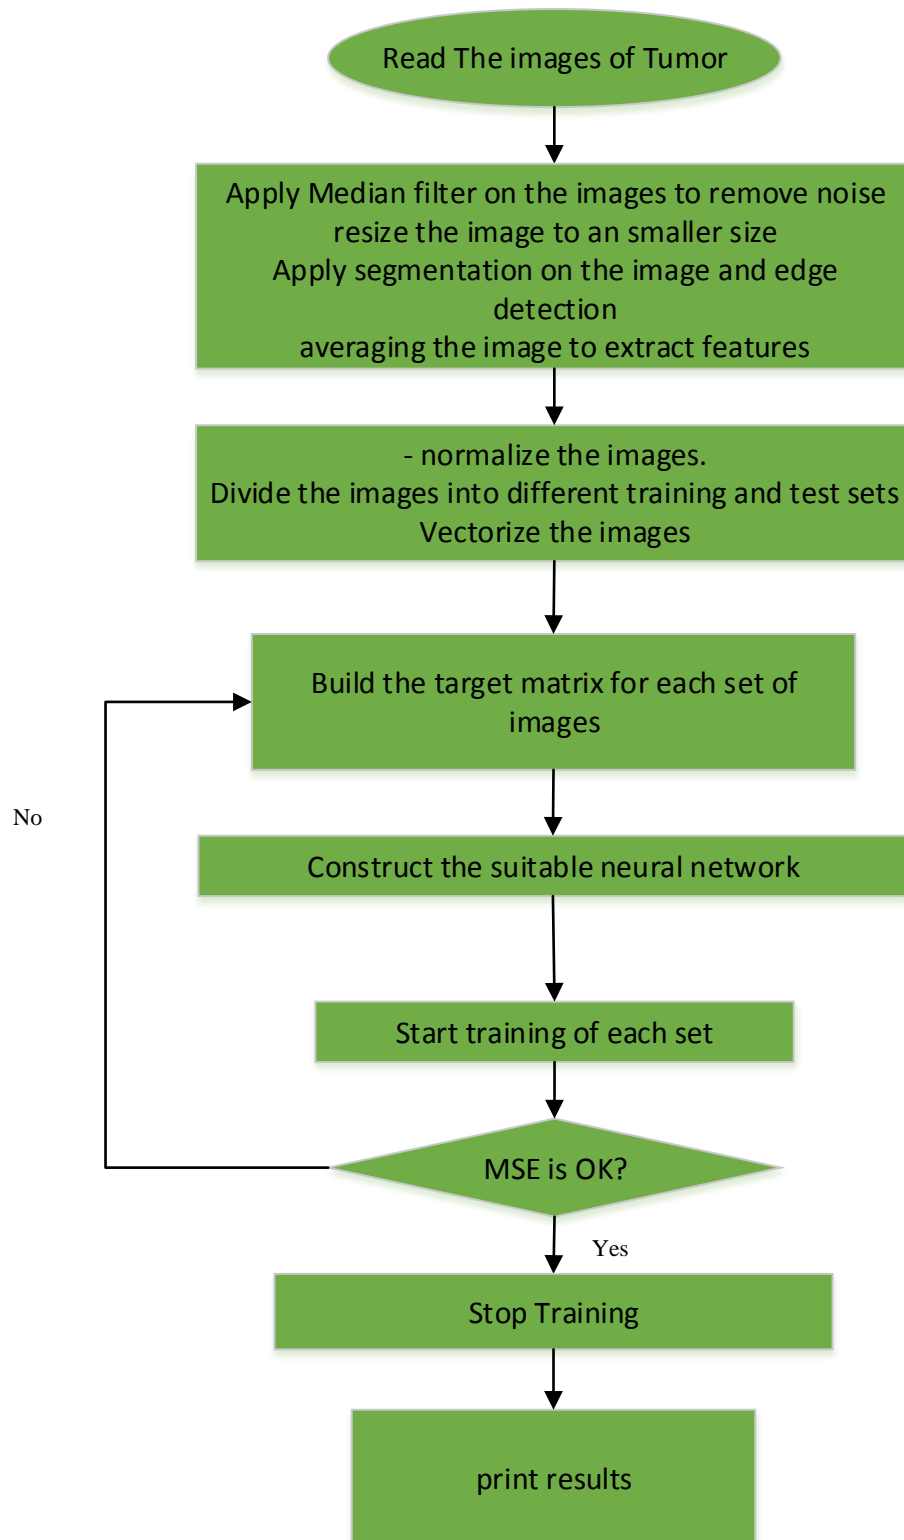 Read The images of Tumor
Apply Median filter on the images to remove noise
resize the image to an smaller size
Apply segmentation on the image and edge
detection
averaging the image to extract features
- normalize the images.
Divide the images into different training and test sets
Vectorize the images
Build the target matrix for each set of
images
No
Construct the suitable neural network
Start training of each set
MSE is OK?
Yes
Stop Training
print results